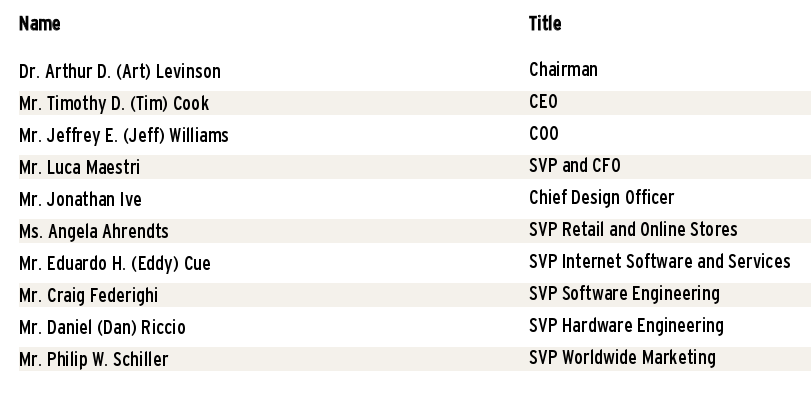 Name Title
Dr. Arthur D. (Art) Levinson Chairman
Mr. Timothy D. (Tim) Cook CEO
Mr. Jeffrey E. (Jeff) Williams COO
Mr. Luca Maestri SVP and CFO
Mr. Jonathan Ive Chief Design Officer
Ms. Angela Ahrendts SVP Retail and Online Stores
Mr. Eduardo H. (Eddy) Cue SVP Internet Software and Services
Mr. Craig Federighi SVP Software Engineering
Mr. Daniel (Dan) Riccio SVP Hardware Engineering
Mr. Philip W. Schiller SVP Worldwide Marketing